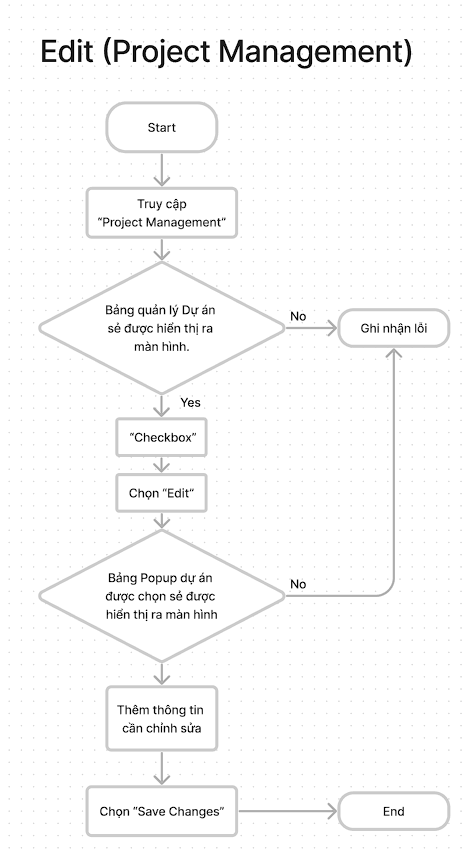 Edit (Project Management)
Start
Truy cập
“Project Management”
Bảng quản lý Dự án
sẻ được hiển thị ra
màn hình.
No
Ghi nhận lỗi
Yes
“Checkbox”
Chọn “Edit”
Bảng Popup dự án
được chọn sẻ được
hiển thị ra màn hình
No
Thêm thông tin
cần chỉnh sửa
Chọn “Save Changes”
End